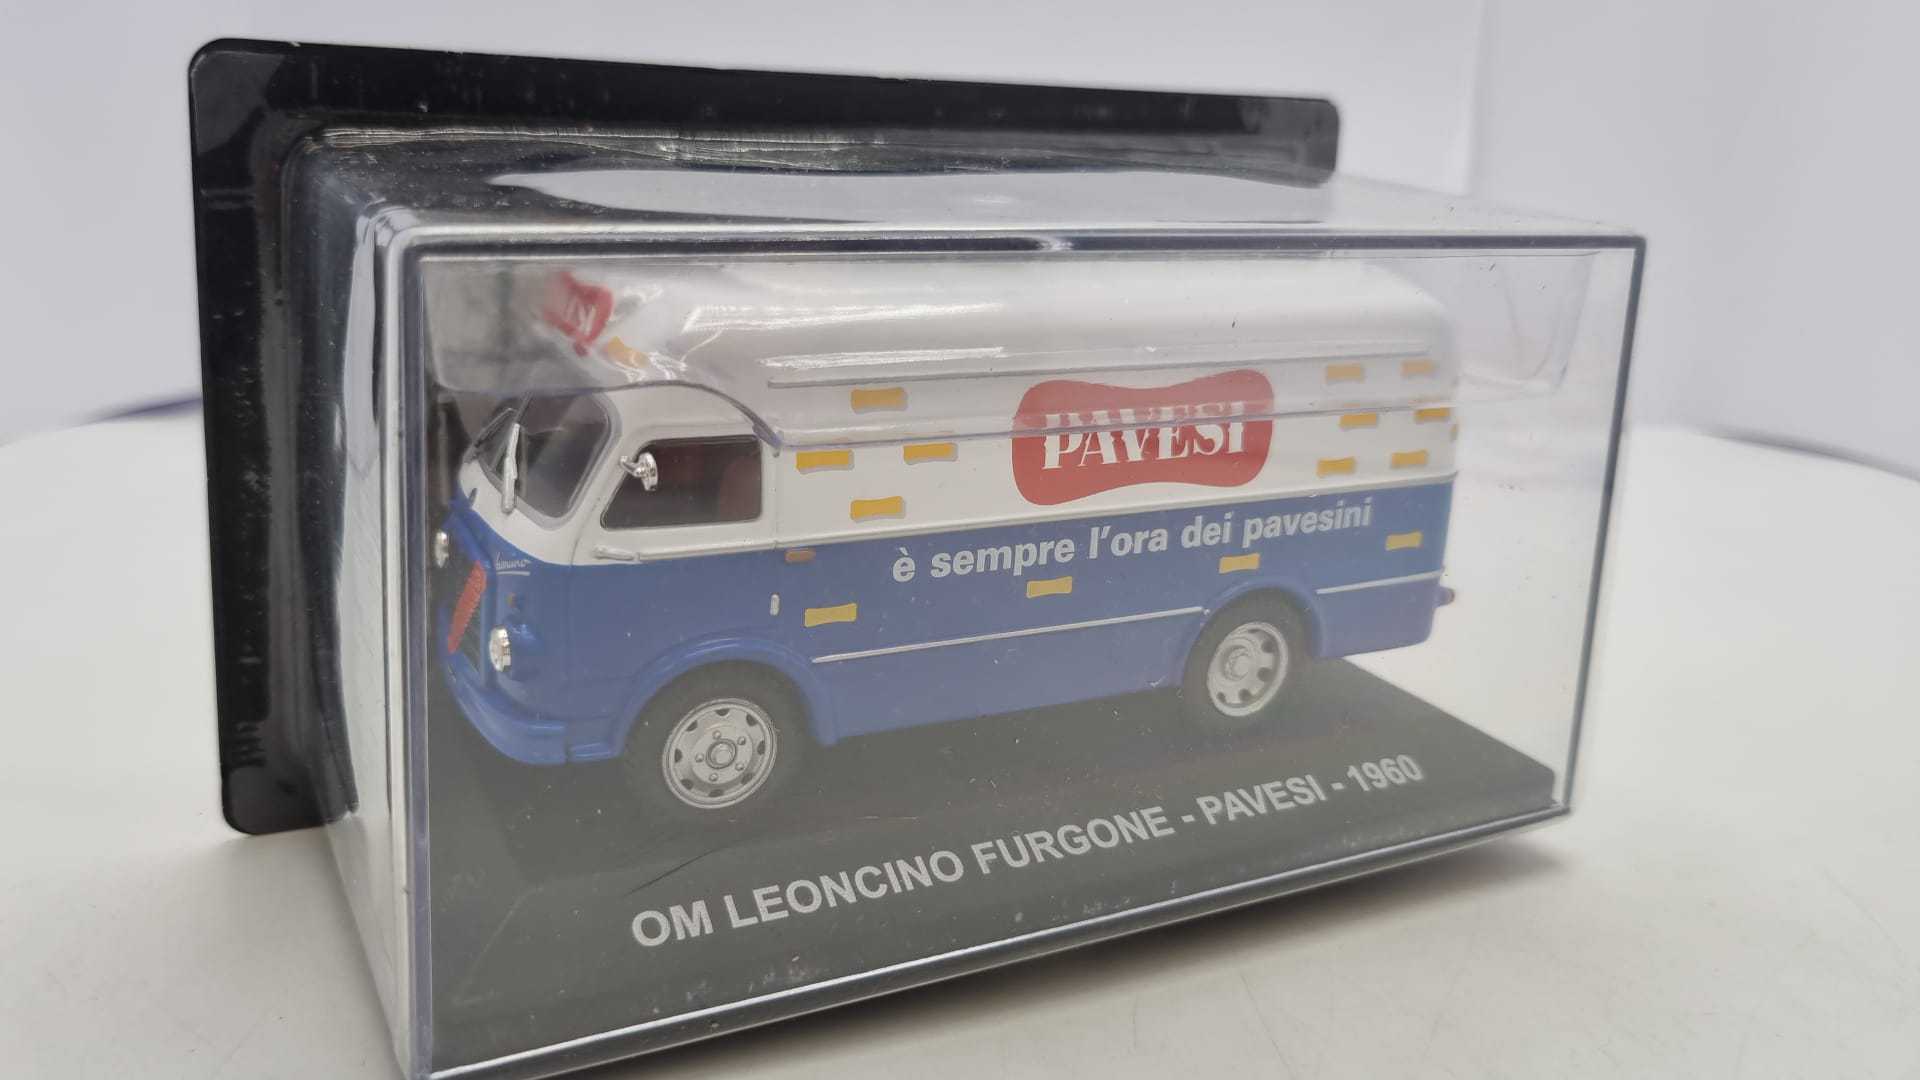 PAVESI
è sempre l'ora dei pavesini
OM LEONCINO FURGONE - PAVESI - 1960